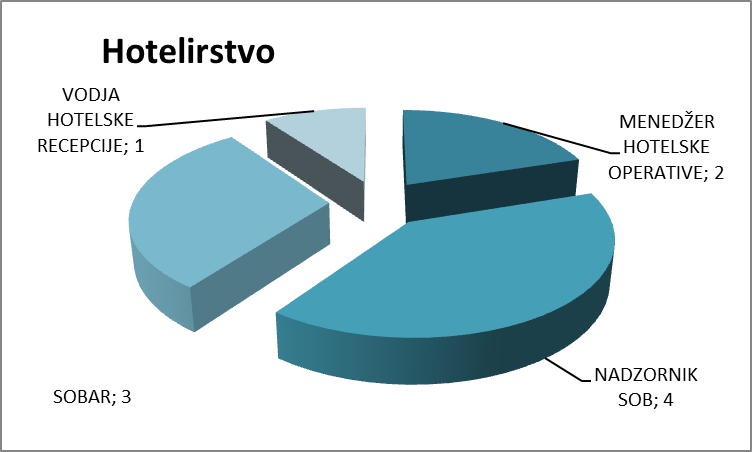 Hotelirstvo
VODJA
HOTELSKE
RECEPCIJE; 1
MENEDŽER
HOTELSKE
OPERATIVE; 2
NADZORNIK
SOB; 4
SOBAR; 3